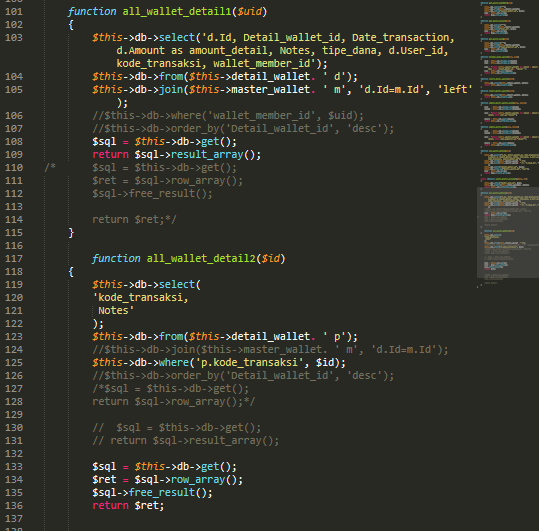 101 function all_wallet_detail1($uid)
102 {
103 $this->db->select('d.Id, Detail_wallet_id, Date_transaction,
d.Amount as amount_detail, Notes, tipe_dana, d.User_id,
kode_transaksi, wallet_member_id');
104 $this->db->from($this->detail_wallet. ' d');
105 $this->db->join($this->master_wallet. ' m', 'd.Id=m.Id', 'left'
);
106 //$this->db->where('wallet_member_id', $uid);
107 //$this->db->order_by('Detail_wallet_id', 'desc');
108 $sql = $this->db->get();
109 return $sql->result_array();
110 /* $sql = $this->db->get();
111 $ret = $sql->row_array();
112 $sql->free_result();
113
114 return $ret;*/
115 }
116
117 function all_wallet_detail2($id)
118 {
119 $this->db->select(
120 'kode_transaksi,
121 Notes'
122 );
123 $this->db->from($this->detail_wallet. ' p');
124 //$this->db->join($this->master_wallet. ' m', 'd.Id=m.Id');
125 $this->db->where('p.kode_transaksi', $id);
126 //$this->db->order_by('Detail_wallet_id', 'desc');
127 /*$sql = $this->db->get();
128 return $sql->row_array();*/
129
130 // $sql = $this->db->get();
131 // return $sql->result_array();
132
133 $sql = $this->db->get();
134 $ret = $sql->row_array();
135 $sql->free_result();
136 return $ret;
137